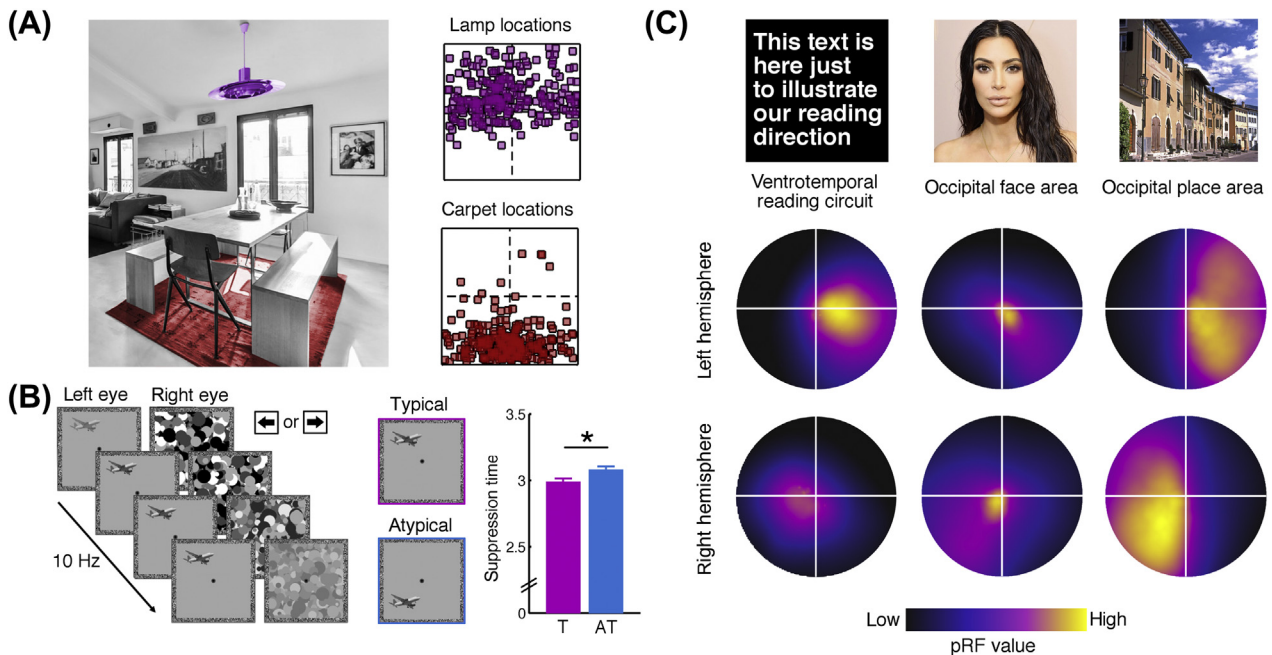 (A)
Lamp locations
Carpet locations
(B)
Left eye
Right eye
or
10 Hz
Typical
Atypical
Suppression time
3.5
3
2.5
0
*
T
AT
(C)
This text is
here just
to illustrate
our reading
direction
Ventrotemporal
reading circuit
Occipital face area
Occipital place area
Left hemisphere
Right hemisphere
Low
High
pRF value